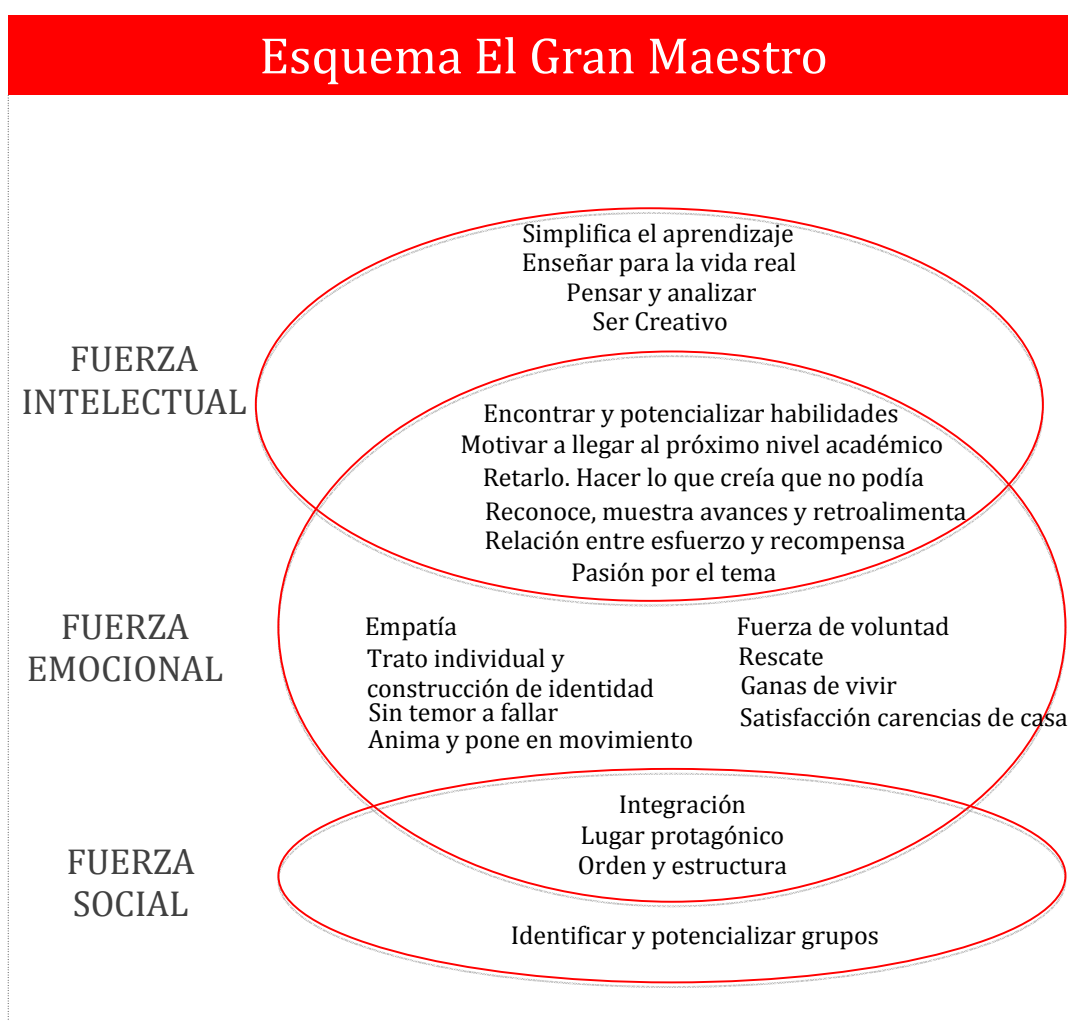 Esquema El Gran Maestro
Simplifica el aprendizaje
Enseñar para la vida real
Pensar y analizar
Ser Creativo
FUERZA
INTELECTUAL
Encontrar y potencializar habilidades
Motivar a llegar al próximo nivel académico
Retarlo. Hacer lo que creía que no podía
Reconoce, muestra avances y retroalimenta
Relación entre esfuerzo y recompensa
Pasión por el tema
FUERZA
EMOCIONAL
Empatía
Trato individual y
construcción de identidad
Sin temor a fallar
Anima y pone en movimiento
Fuerza de voluntad
Rescate
Ganas de vivir
Satisfacción carencias de casa
FUERZA
SOCIAL
Integración
Lugar protagónico
Orden y estructura
Identificar y potencializar grupos